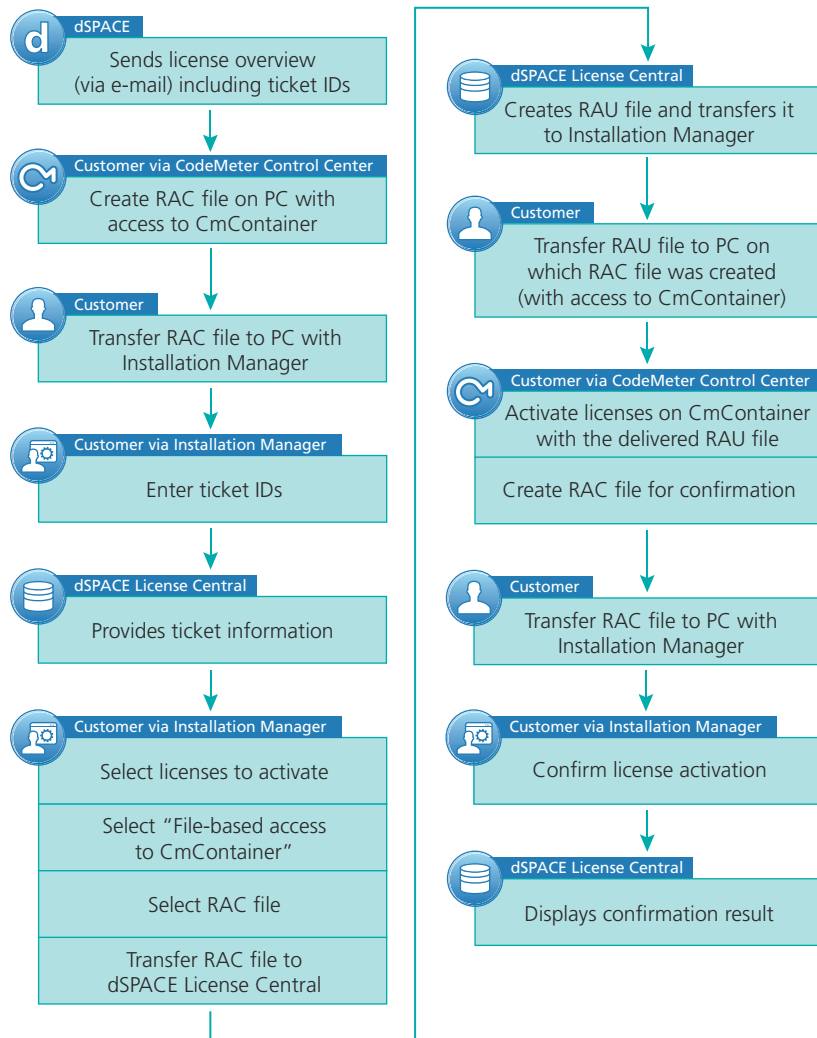 d
dSPACE
Sends license overview
(via e-mail) including ticket IDs
Customer via CodeMeter Control Center
Create RAC file on PC with
access to CmContainer
Customer
Transfer RAC file to PC with
Installation Manager
Customer via Installation Manager
Enter ticket IDs
dSPACE License Central
Provides ticket information
Customer via Installation Manager
Select licenses to activate
Select “File-based access
to CmContainer”
Select RAC file
Transfer RAC file to
dSPACE License Central
dSPACE License Central
Creates RAU file and transfers it
to Installation Manager
Customer
Transfer RAU file to PC on
which RAC file was created
(with access to CmContainer)
Customer via CodeMeter Control Center
Activate licenses on CmContainer
with the delivered RAU file
Create RAC file for confirmation
Customer
Transfer RAC file to PC with
Installation Manager
Customer via Installation Manager
Confirm license activation
dSPACE License Central
Displays confirmation result